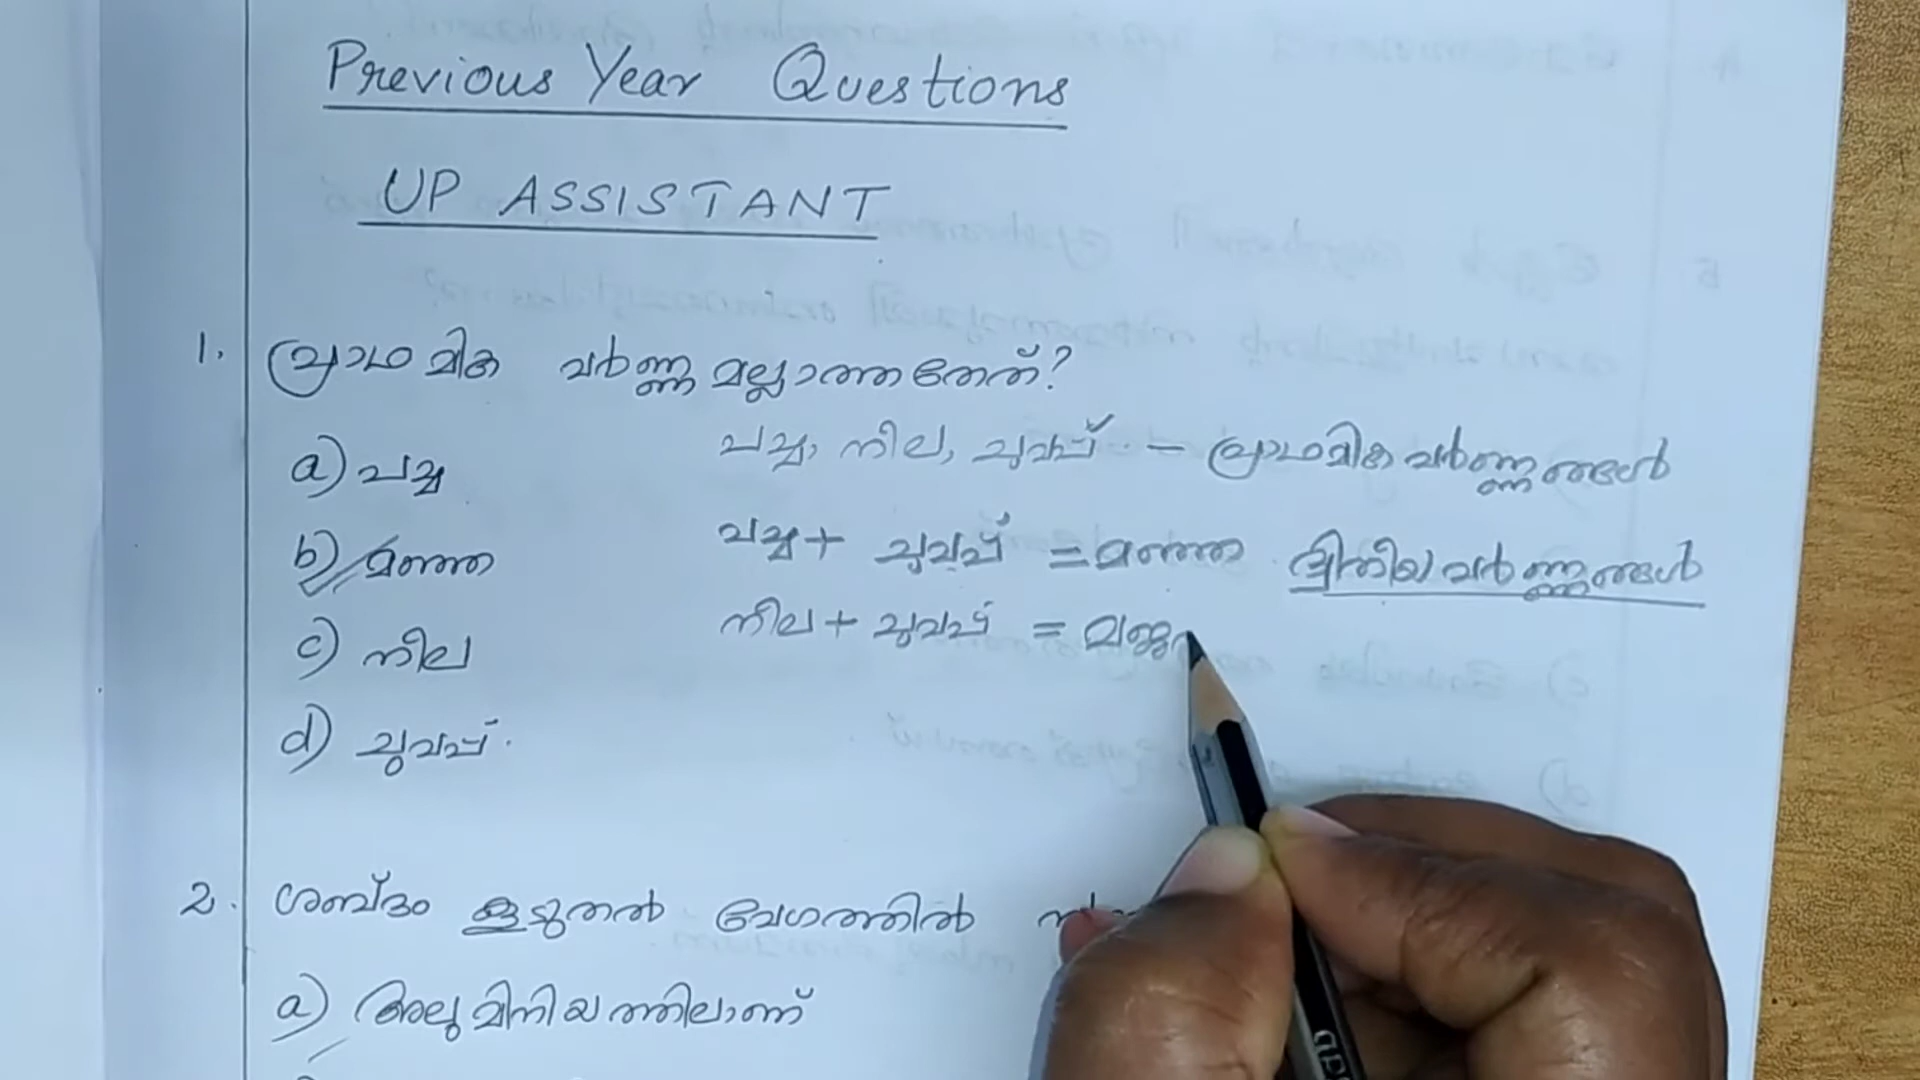 Previous Year Questions
UP ASSISTANT
1. പ്രാഥമിക വർണ്ണമല്ലാത്തതേത്?
a) പച്ച
b) മഞ്ഞ
c) നീല
d) ചുവപ്പ്.
പച്ച, നീല, ചുവപ്പ് - പ്രാഥമിക വർണ്ണങ്ങൾ
പച്ച + ചുവപ്പ് = മഞ്ഞ ദ്വിതീയ വർണ്ണങ്ങൾ
നീല + ചുവപ്പ് =
2. ശബ്ദം കൂടുതൽ വേഗത്തിൽ
a) അലുമിനിയത്തിലാണ്